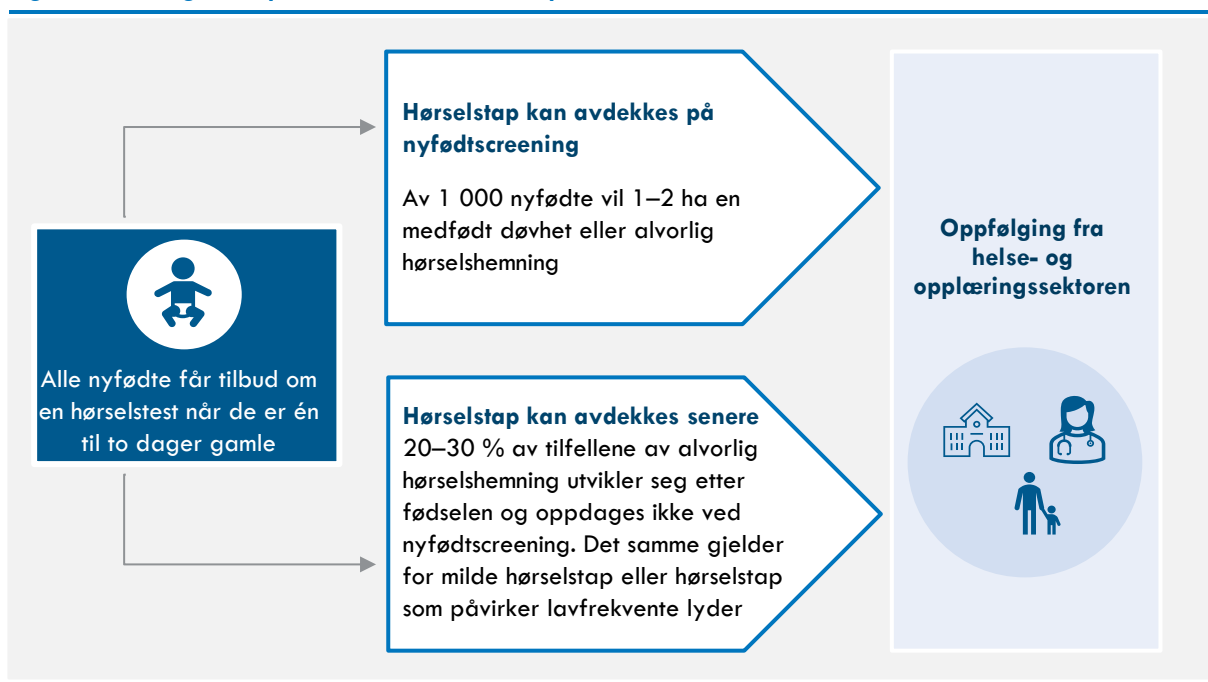 Alle nyfødte får tilbud om
en hørselstest når de er én
til to dager gamle
Hørselstap kan avdekkes på
nyfødtscreening
Av 1 000 nyfødte vil 1–2 ha en
medfødt døvhet eller alvorlig
hørselshemning
Hørselstap kan avdekkes senere
20–30 % av tilfellene av alvorlig
hørselshemning utvikler seg etter
fødselen og oppdages ikke ved
nyfødtscreening. Det samme gjelder
for milde hørselstap eller hørselstap
som påvirker lavfrekvente lyder
Oppfølging fra
helse- og
opplæringssektoren